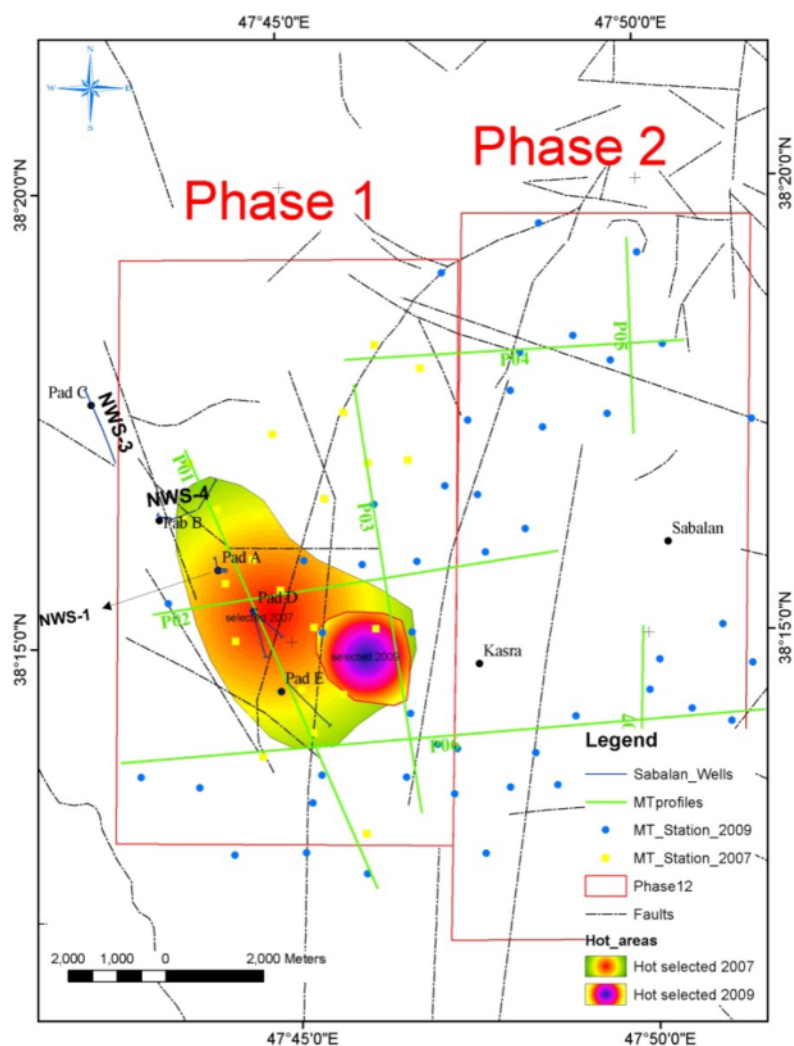 47°45'0"E
47°50'0"E
N
W
E
S
Phase 2
Phase 1
38°20'0"N
38°20'0"N
P05
P04
Pad C
NWS-3
P01
NWS-4
Pab B
P03
Sabalan
Pad A
NWS-1
P02
Pad D
selected 2007
selected 2009
Kasra
38°15'0"N
38°15'0"N
Pad E
P06
Legend
Sabalan_Wells
MTprofiles
MT_Station_2009
MT_Station_2007
Phase12
Faults
Hot_areas
Hot selected 2007
Hot selected 2009
2,000 1,000 0 2,000 Meters
47°45'0"E
47°50'0"E